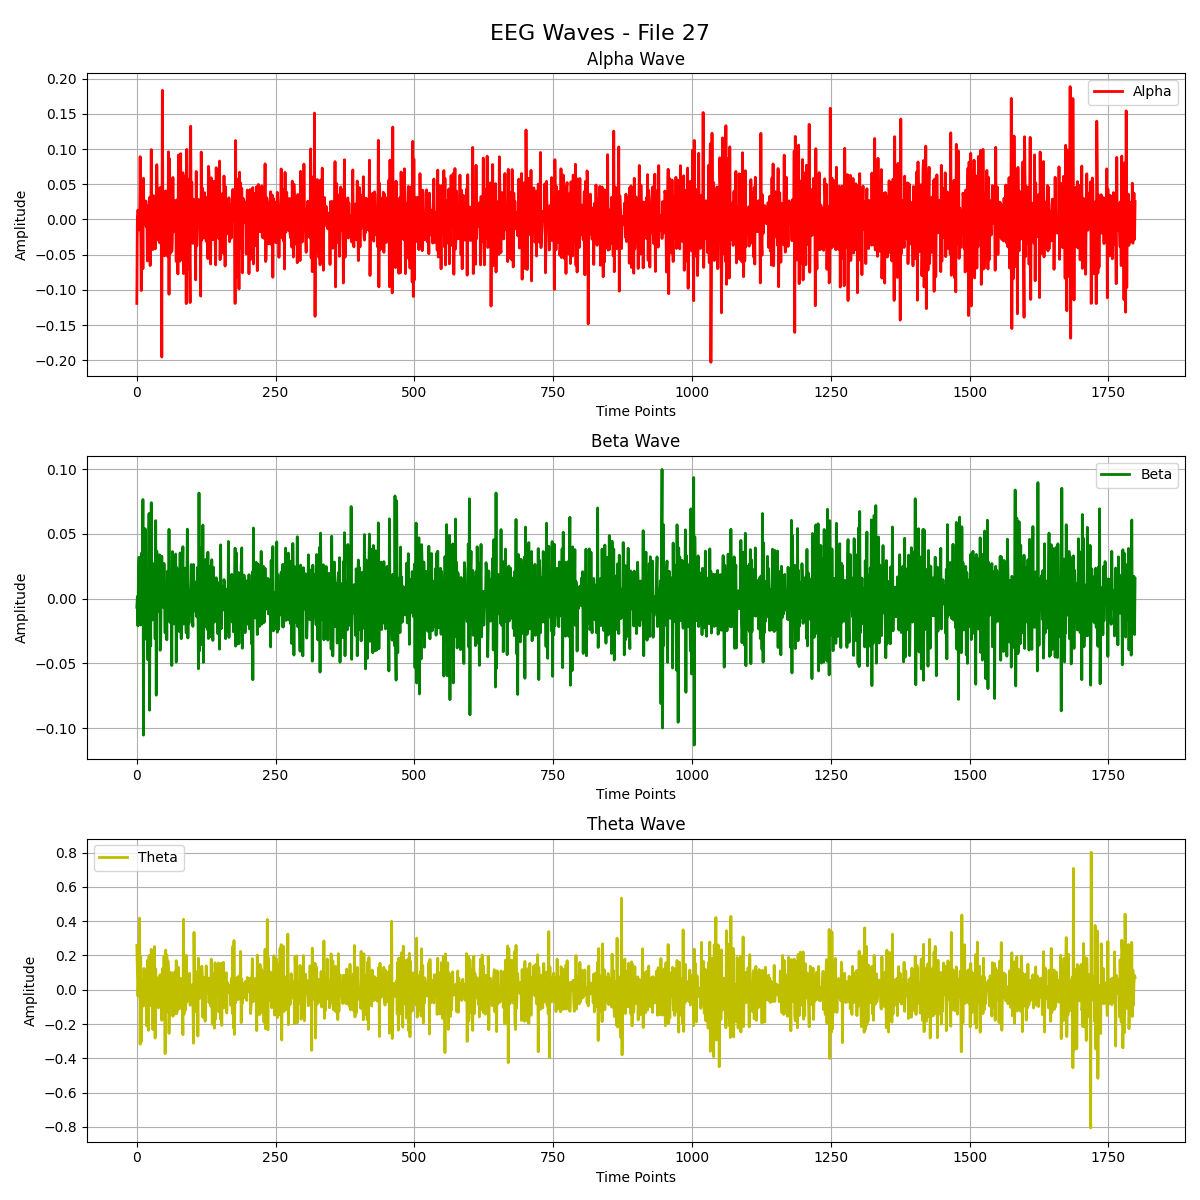 EEG Waves - File 27
Alpha Wave
Alpha
Amplitude
0.20
0.15
0.10
0.05
0.00
−0.05
−0.10
−0.15
−0.20
0 250 500 750 1000 1250 1500 1750
Time Points
Beta Wave
Beta
Amplitude
0.10
0.05
0.00
−0.05
−0.10
0 250 500 750 1000 1250 1500 1750
Time Points
Theta Wave
Theta
Amplitude
0.8
0.6
0.4
0.2
0.0
−0.2
−0.4
−0.6
−0.8
0 250 500 750 1000 1250 1500 1750
Time Points